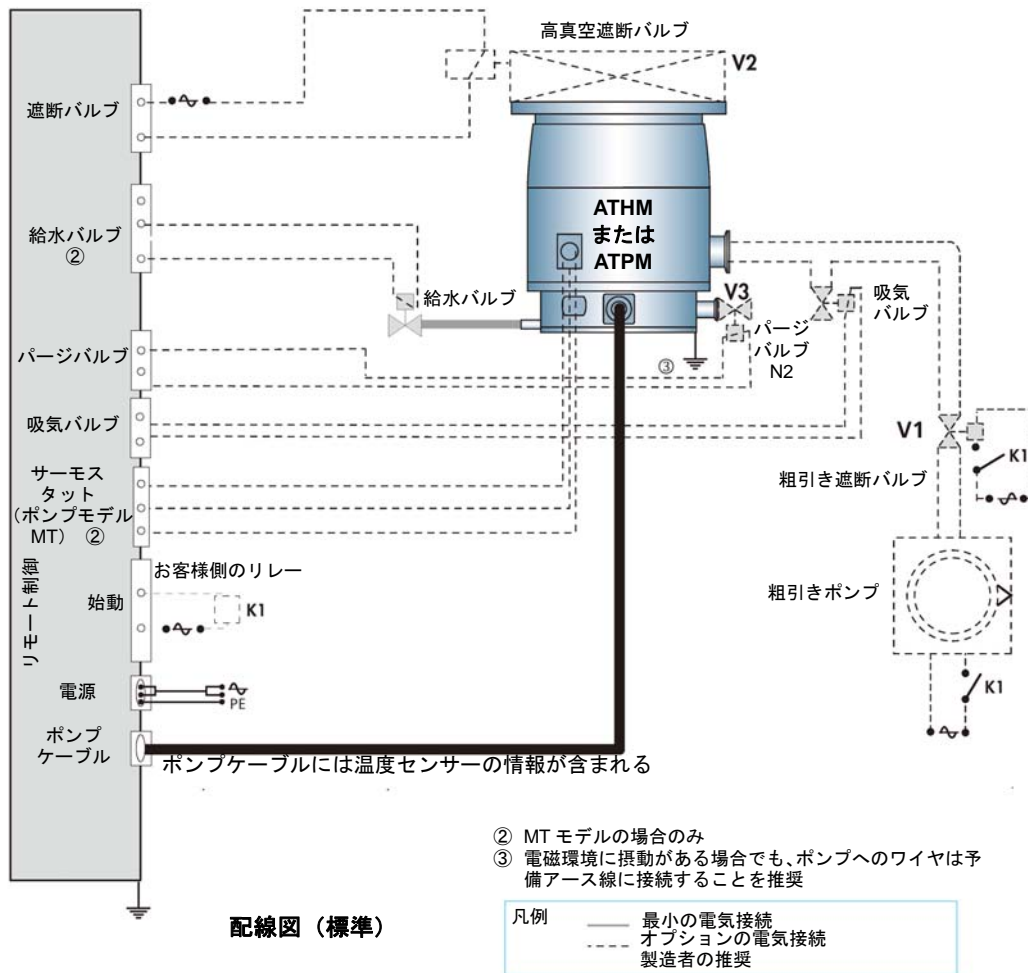 高真空遮断バルブ
V2
遮断バルブ
ATHM
または
ATPM
給水バルブ
②
給水バルブ
V3
吸気
バルブ
パージ
バルブ
N2
③
パージバルブ
吸気バルブ
V1
K1
サーモス
タット
(ポンプモデル
MT) ②
粗引き遮断バルブ
リモート制御
お客様側のリレー
始動
K1
粗引きポンプ
電源
PE
K1
ポンプ
ケーブル
ポンプケーブルには温度センサーの情報が含まれる
② MT モデルの場合のみ
③ 電磁環境に摂動がある場合でも、ポンプへのワイヤは予
備アース線に接続することを推奨
配線図(標準)
凡例
最小の電気接続
オプションの電気接続
製造者の推奨